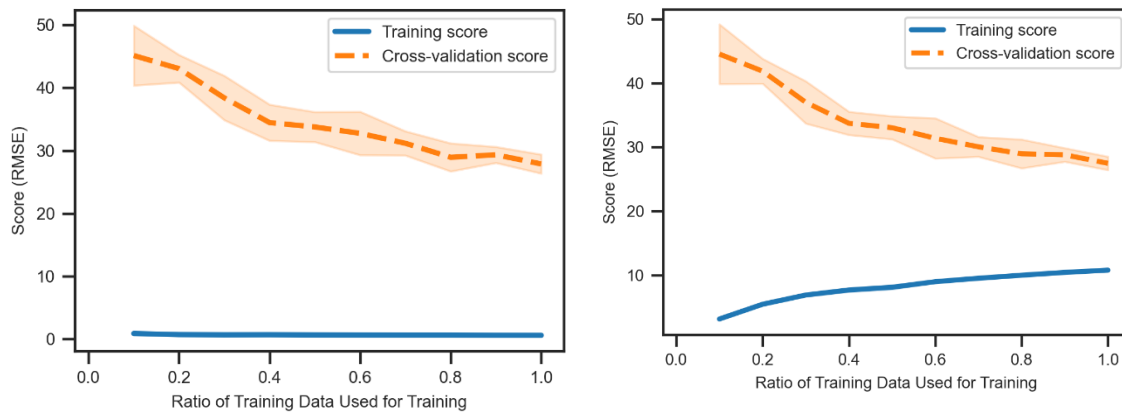 50
40
30
20
10
0
Score (RMSE)
Training score
Cross-validation score
0.0 0.2 0.4 0.6 0.8 1.0
Ratio of Training Data Used for Training
50
40
30
20
10
Score (RMSE)
Training score
Cross-validation score
0.0 0.2 0.4 0.6 0.8 1.0
Ratio of Training Data Used for Training